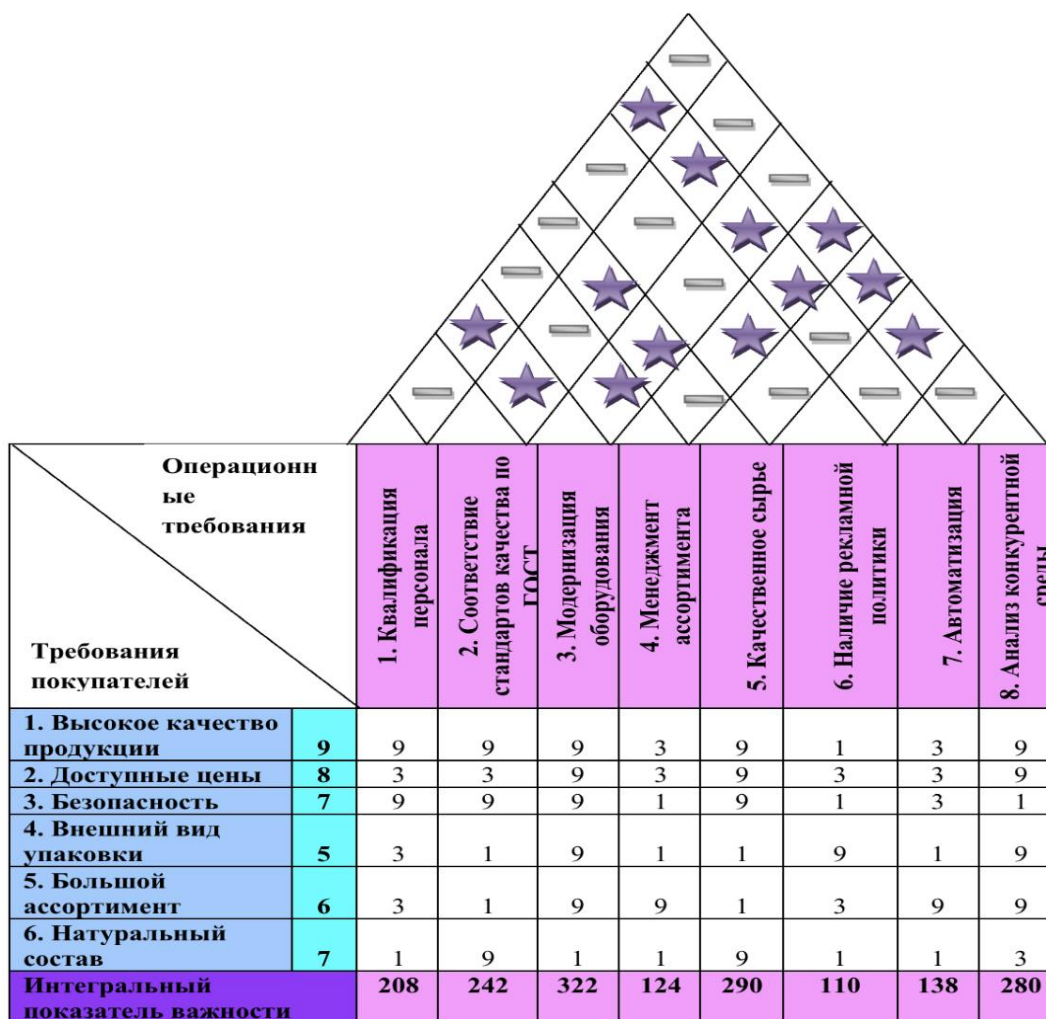 Операционн
ые
требования
Требования
покупателей
1. Квалификация
персонала
2. Соответствие
стандартов качества по
ГОСТ
3. Модернизация
оборудования
4. Менеджмент
ассортимента
5. Качественное сырье
6. Наличие рекламной
политики
7. Автоматизация
8. Анализ конкурентной
среды
1. Высокое качество
продукции 9 9 9 9 3 9 1 3 9
2. Доступные цены 8 3 3 9 3 9 3 3 9
3. Безопасность 7 9 9 9 1 9 1 3 1
4. Внешний вид
упаковки 5 3 1 9 1 1 9 1 9
5. Большой
ассортимент 6 3 1 9 9 1 3 9 9
6. Натуральный
состав 7 1 9 1 1 9 1 1 3
Интегральный 208 242 322 124 290 110 138 280
показатель важности